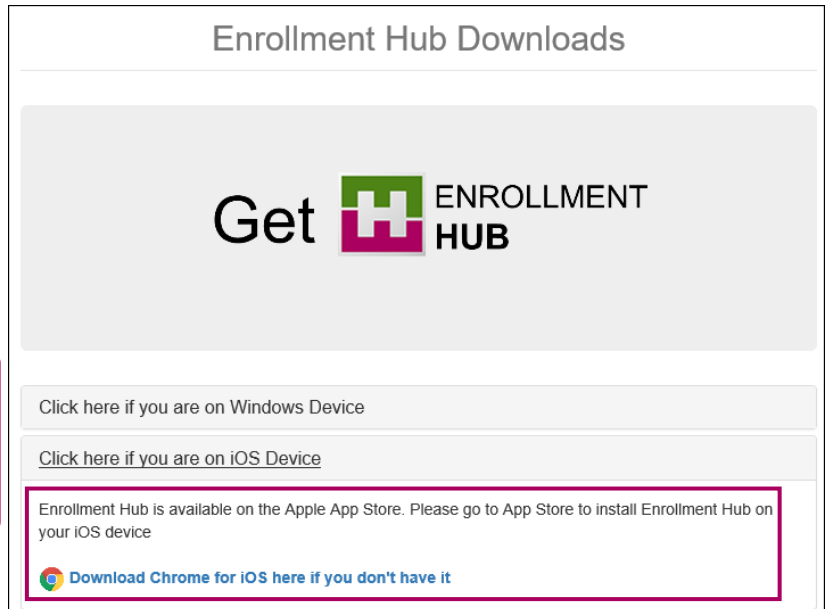 Enrollment Hub Downloads
Get H ENROLLMENT
HUB
Click here if you are on Windows Device
Click here if you are on iOS Device
Enrollment Hub is available on the Apple App Store. Please go to App Store to install Enrollment Hub on
your iOS device
Download Chrome for iOS here if you don't have it